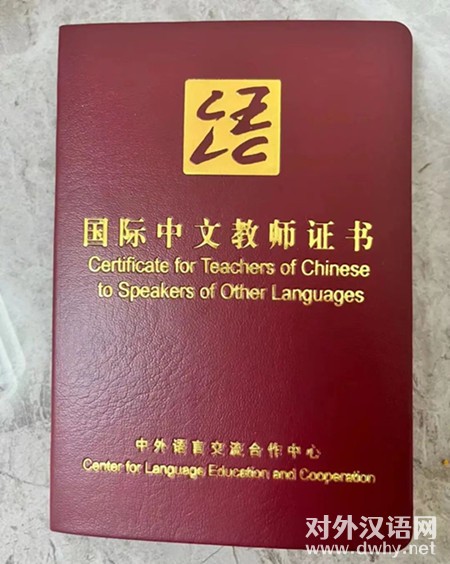 国际中文教师证书
Certificate for Teachers of Chinese
to Speakers of Other Languages
中外语言交流合作中心
Center for Language Education and Cooperation
对外汉语网
www.dwhy.net